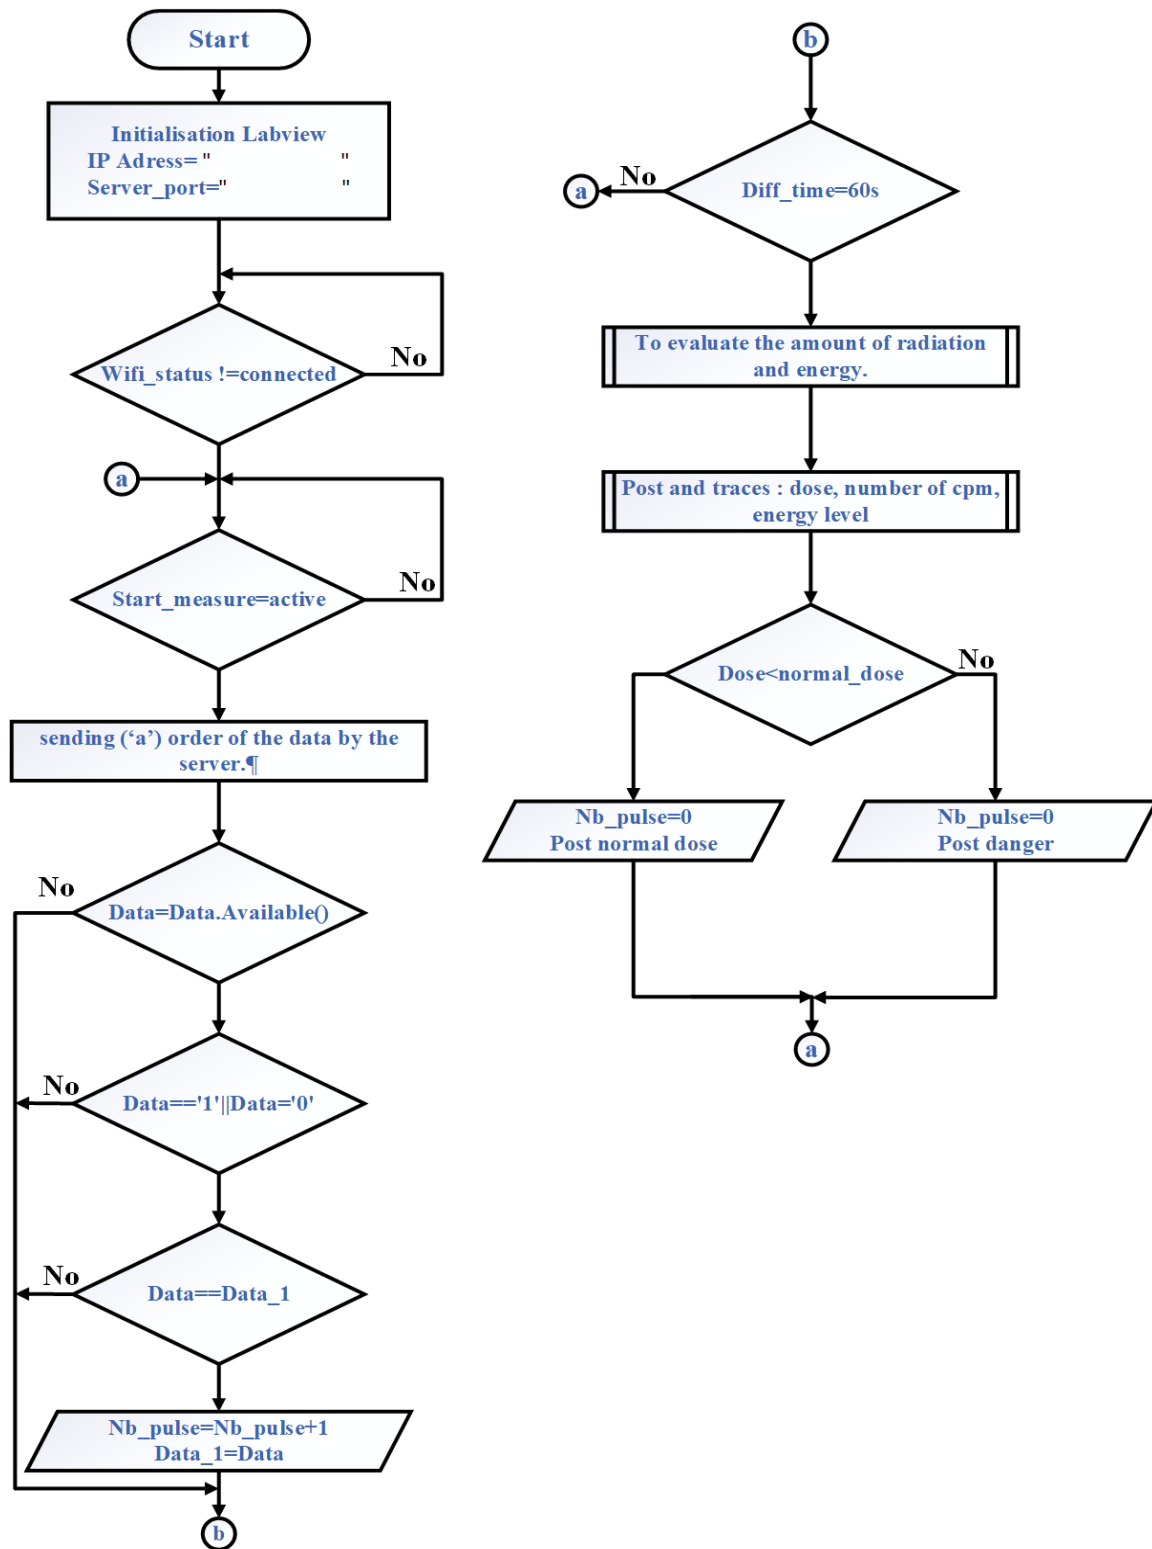 Start
Initialisation Labview
IP Adress= "                    "
Server_port="                  "
Wifi_status !=connected
No
a
Start_measure=active
No
sending (‘a’) order of the data by the
server.¶
No
Data=Data.Available()
No
Data=='1'||Data='0'
No
Data==Data_1
Nb_pulse=Nb_pulse+1
Data_1=Data
b
b
No
a
Diff_time=60s
To evaluate the amount of radiation
and energy.
Post and traces : dose, number of cpm,
energy level
Dose<normal_dose
No
Nb_pulse=0
Post normal dose
Nb_pulse=0
Post danger
a